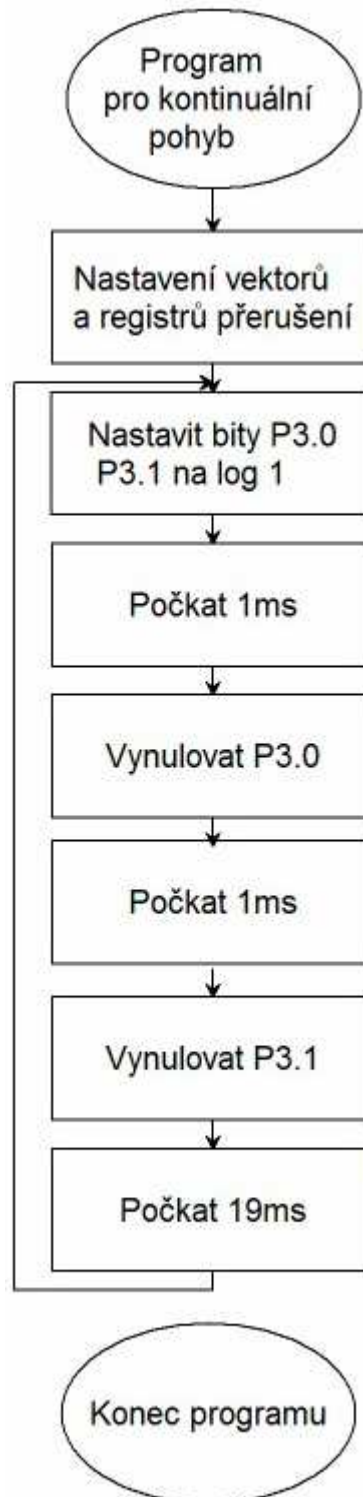 Program
pro kontinuální
pohyb
Nastavení vektorů
a registrů přerušení
Nastavit bity P3.0
P3.1 na log 1
Počkat 1ms
Vynulovat P3.0
Počkat 1ms
Vynulovat P3.1
Počkat 19ms
Konec programu